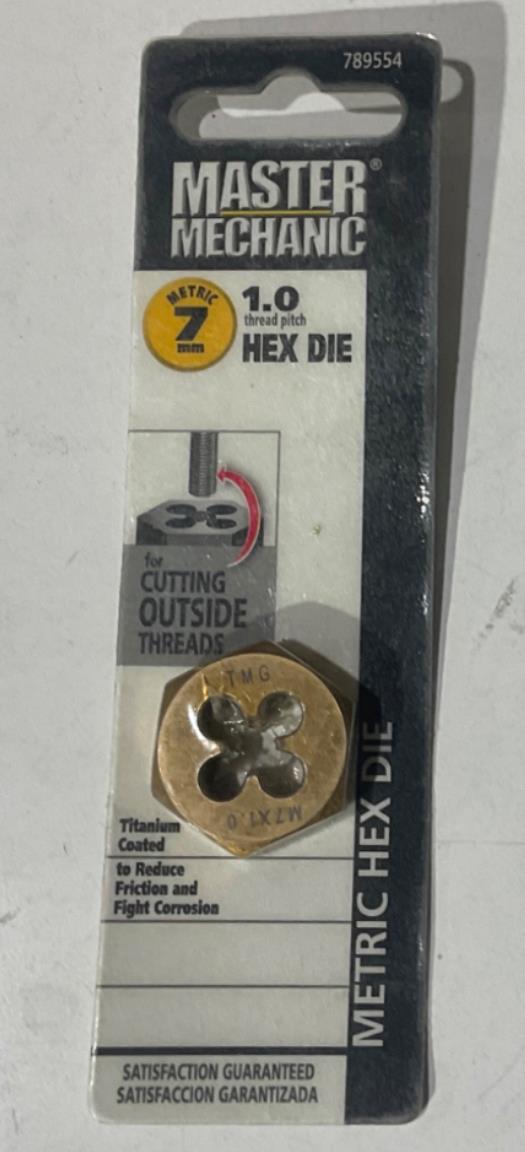 789554
MASTER®
MECHANIC
METRIC
7
mm
1.0
thread pitch
HEX DIE
for
CUTTING
OUTSIDE
THREADS
TMG
M7X1.0
Titanium
Coated
to Reduce
Friction and
Fight Corrosion
METRIC HEX DIE
SATISFACTION GUARANTEED
SATISFACCION GARANTIZADA